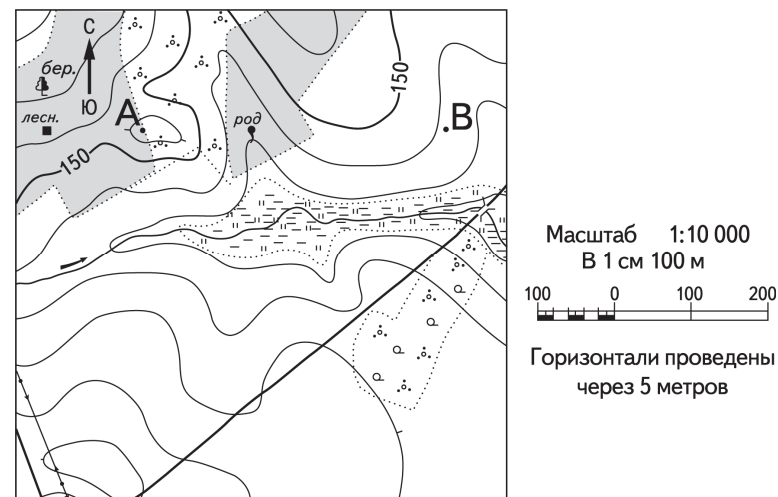 С
бер.
Ю
лесн.
А
род
150
150
В
Масштаб 1:10 000
В 1 см 100 м
100 0 100 200
Горизонтали проведены
через 5 метров